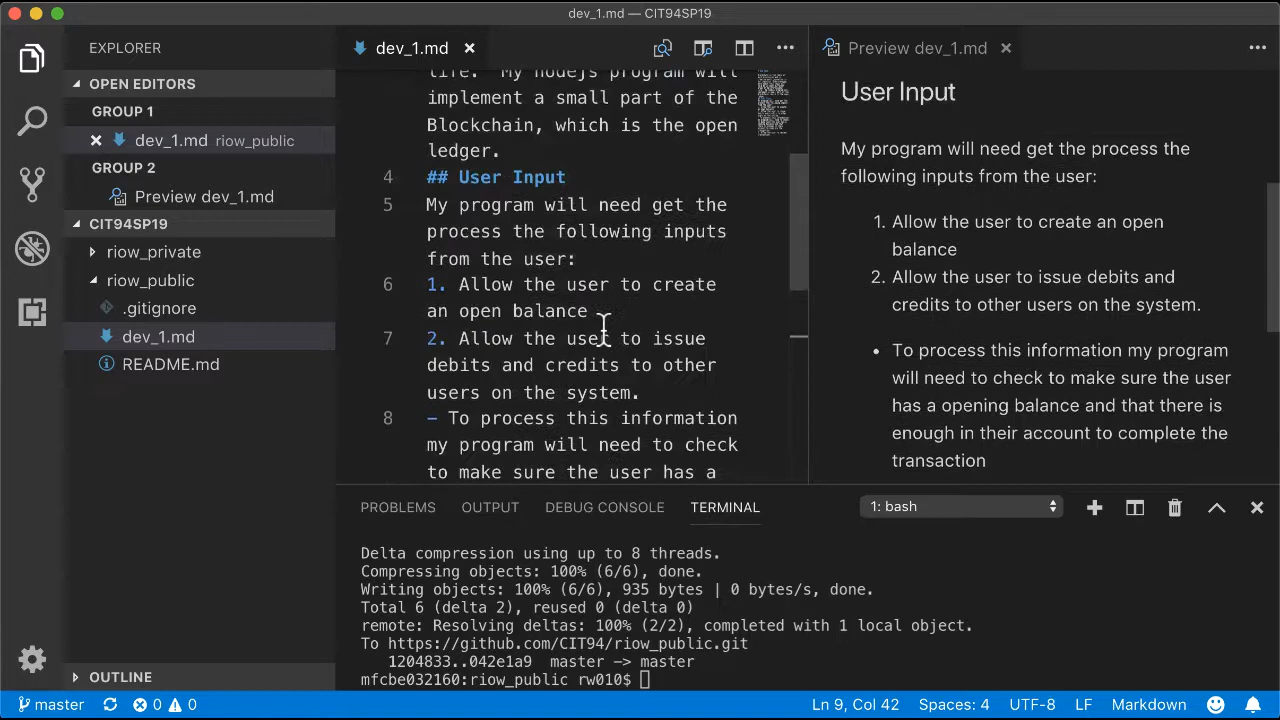 dev_1.md — CIT94SP19
EXPLORER
OPEN EDITORS
GROUP 1
dev_1.md riow_public
GROUP 2
Preview dev_1.md
CIT94SP19
riow_private
riow_public
.gitignore
dev_1.md
README.md
OUTLINE
dev_1.md
life. My nodejs program will
implement a small part of the
Blockchain, which is the open
ledger.
4 ## User Input
5 My program will need get the
process the following inputs
from the user:
6 1. Allow the user to create
an open balance
7 2. Allow the user to issue
debits and credits to other
users on the system.
8 - To process this information
my program will need to check
to make sure the user has a
Preview dev_1.md
User Input
My program will need get the process the
following inputs from the user:
1. Allow the user to create an open
balance
2. Allow the user to issue debits and
credits to other users on the system.
• To process this information my program
will need to check to make sure the user
has a opening balance and that there is
enough in their account to complete the
transaction
PROBLEMS OUTPUT DEBUG CONSOLE TERMINAL 1: bash
Delta compression using up to 8 threads.
Compressing objects: 100% (6/6), done.
Writing objects: 100% (6/6), 935 bytes | 0 bytes/s, done.
Total 6 (delta 2), reused 0 (delta 0)
remote: Resolving deltas: 100% (2/2), completed with 1 local object.
To https://github.com/CIT94/riow_public.git
1204833..042e1a9 master -> master
mfcbe032160:riow_public rw010$
master 0 0 Ln 9, Col 42 Spaces: 4 UTF-8 LF Markdown